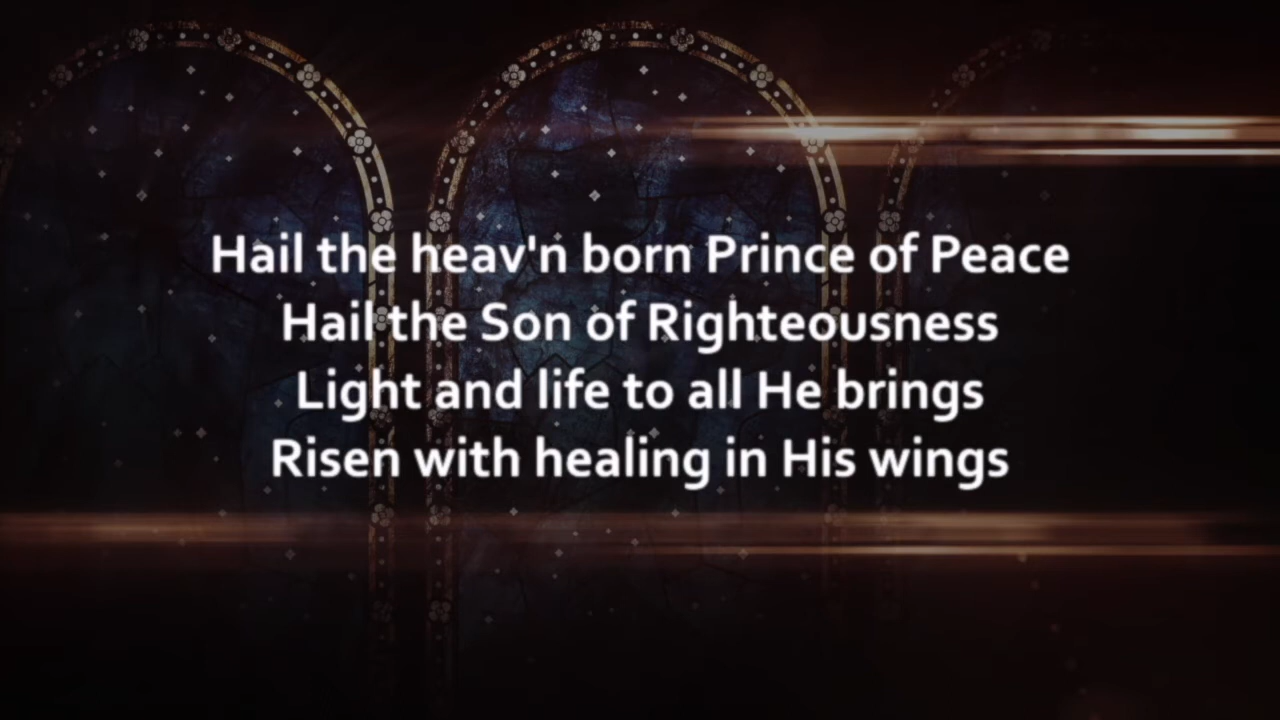 Hail the heav'n born Prince of Peace
Hail the Son of Righteousness
Light and life to all He brings
Risen with healing in His wings